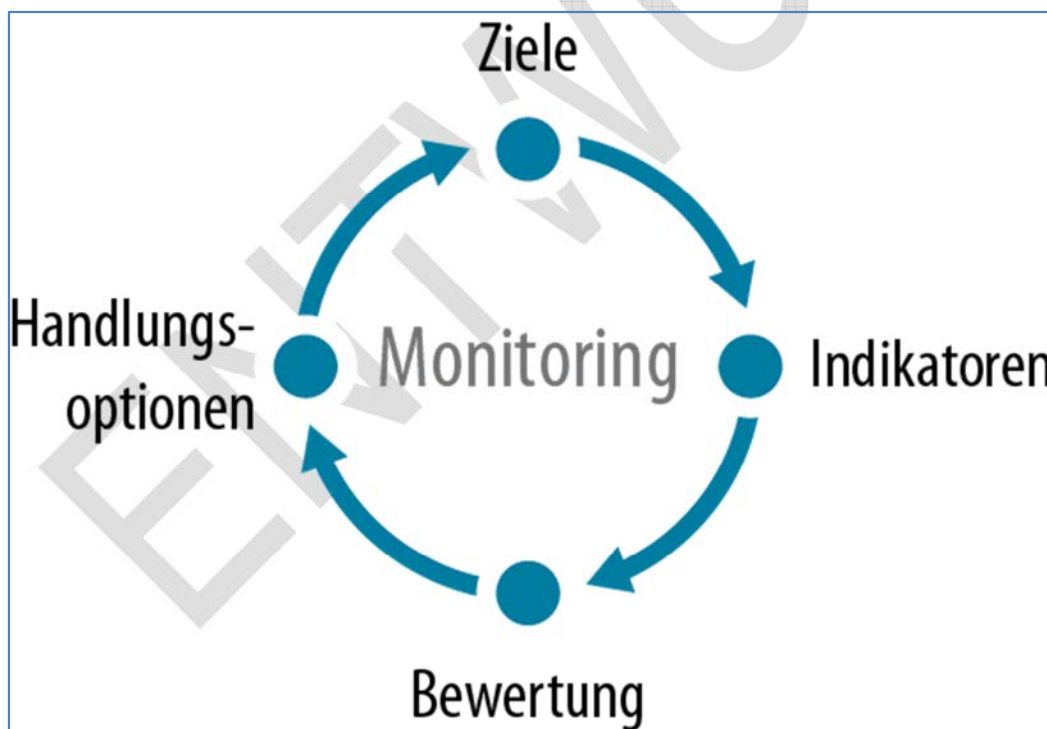 Ziele
Handlungs-
optionen
Monitoring
Indikatoren
Bewertung